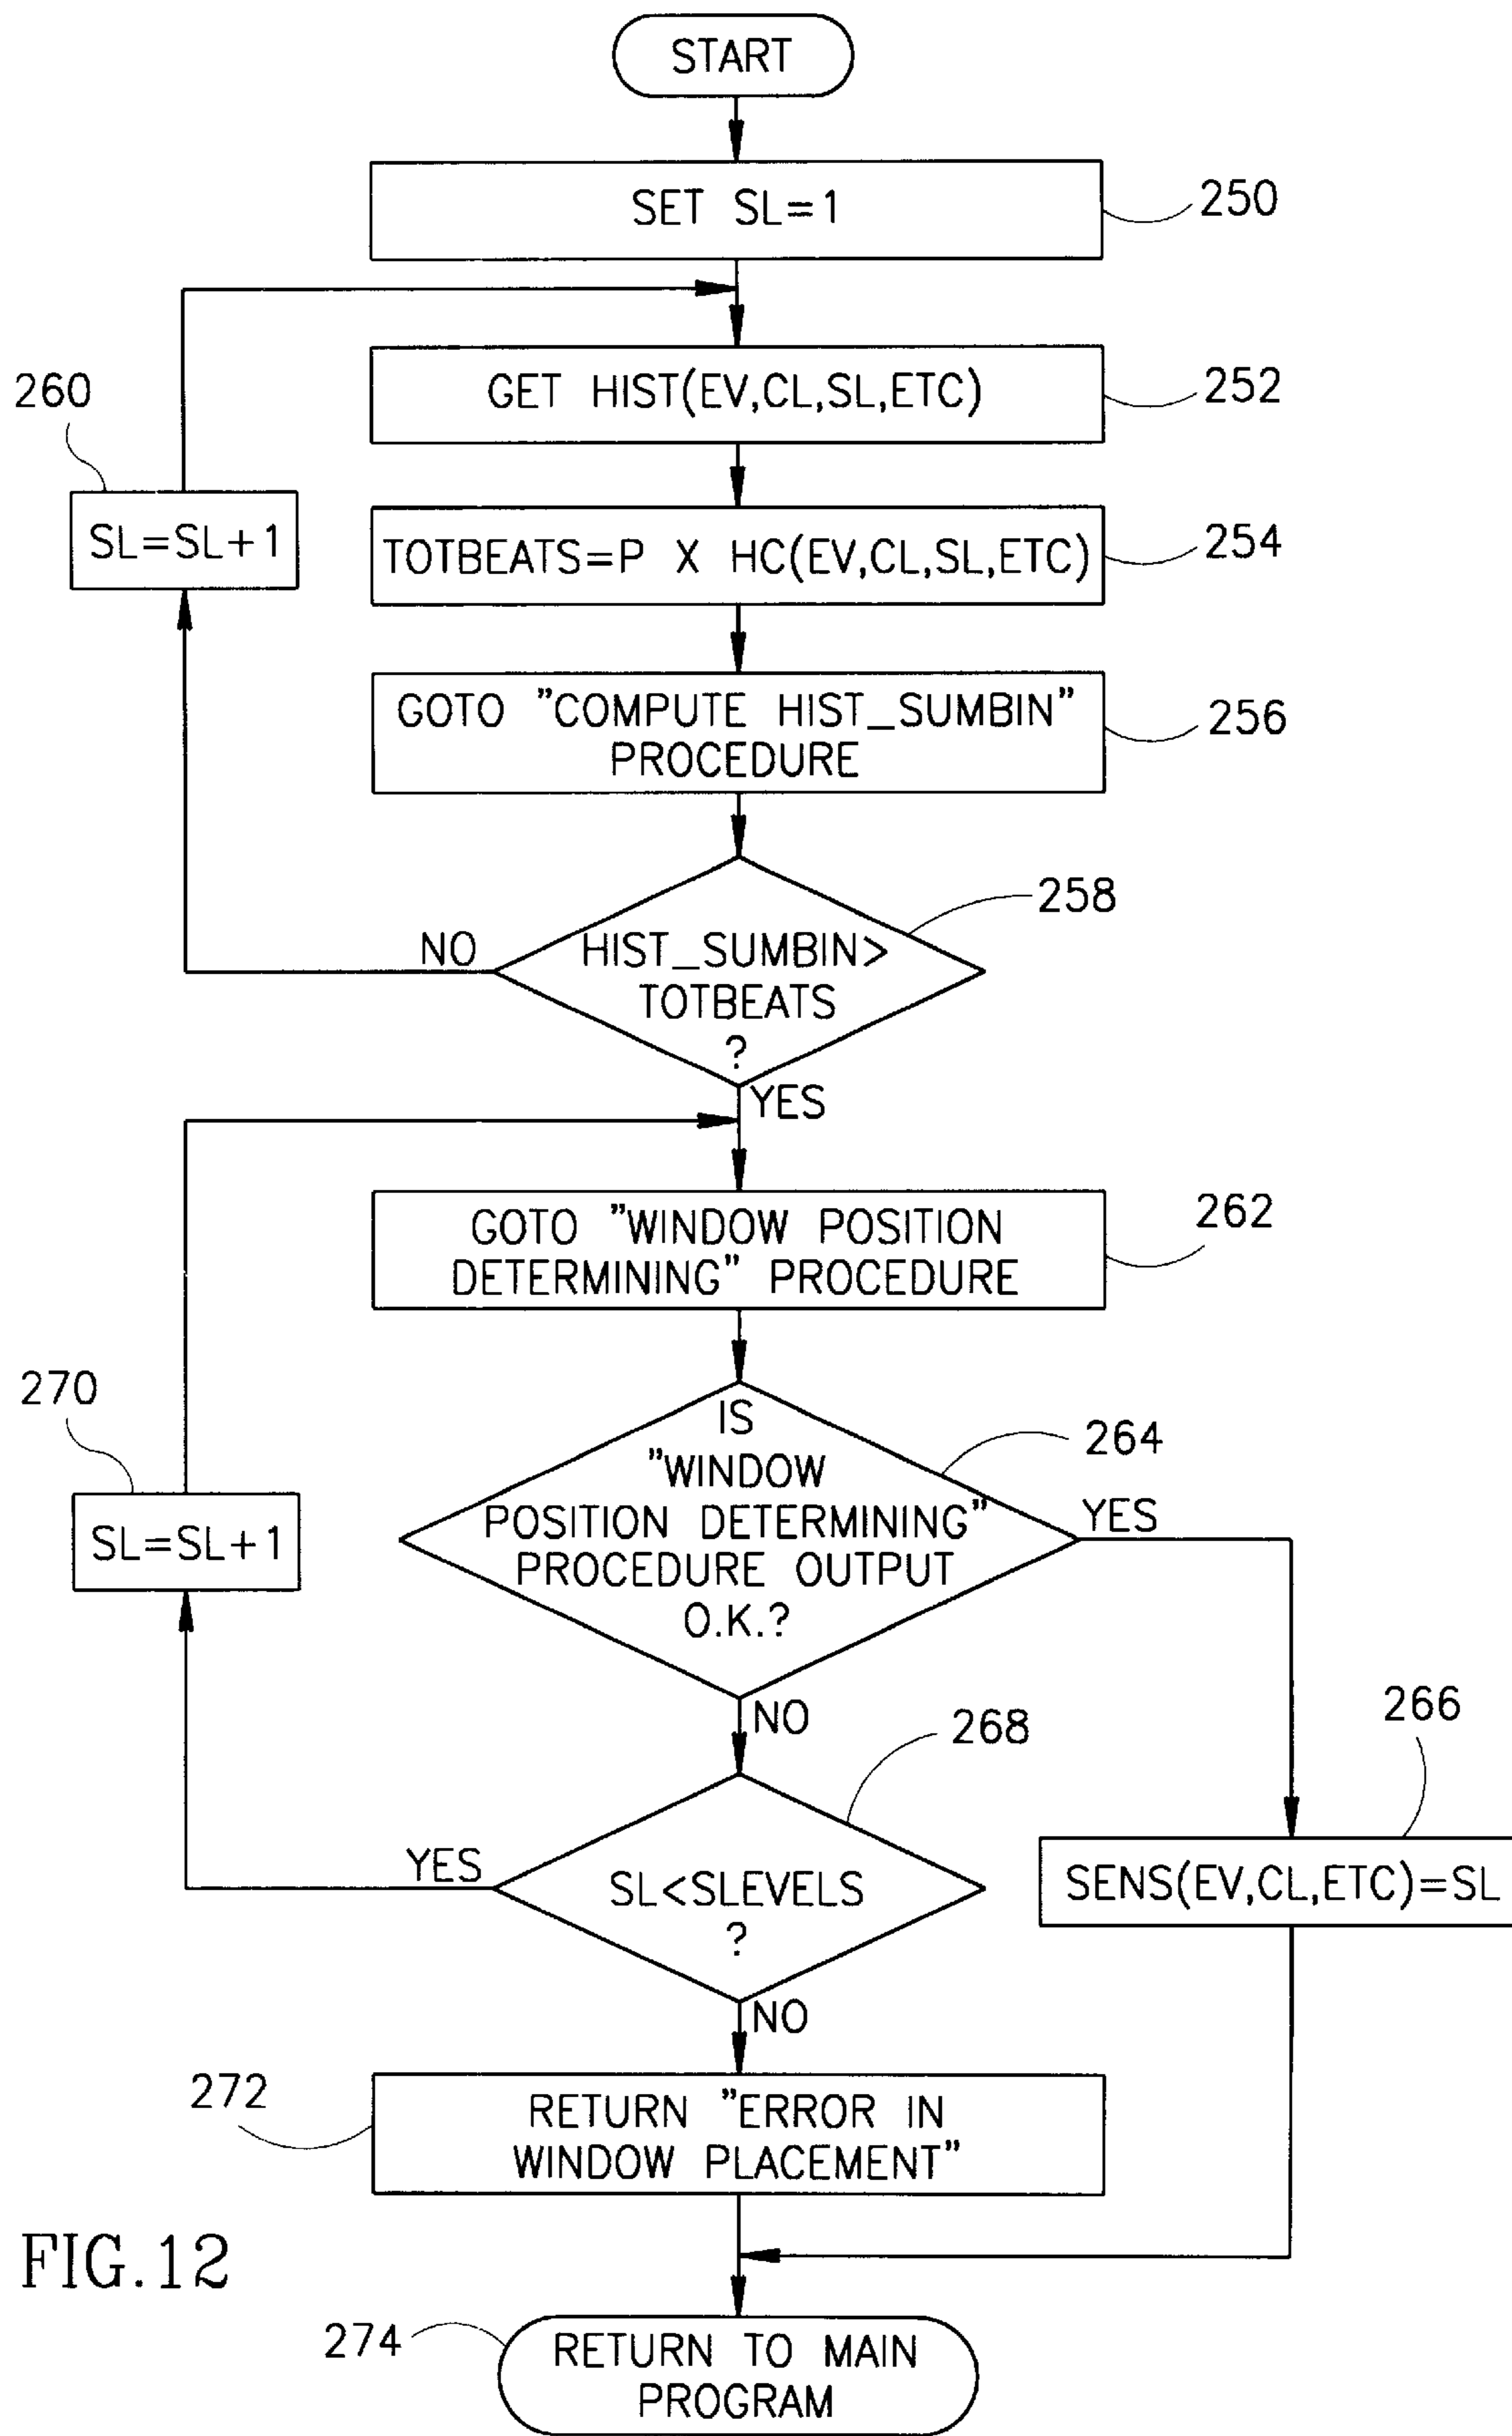 START
SET SL=1
250
GET HIST(EV,CL,SL,ETC)
252
260
SL=SL+1
TOTBEATS=P X HC(EV,CL,SL,ETC)
254
GOTO "COMPUTE HIST_SUMBIN"
PROCEDURE
256
258
NO
HIST_SUMBIN>
TOTBEATS
?
YES
GOTO "WINDOW POSITION
DETERMINING" PROCEDURE
262
270
SL=SL+1
IS
"WINDOW
POSITION DETERMINING"
PROCEDURE OUTPUT
O.K.?
264
YES
NO
266
SENS(EV,CL,ETC)=SL
268
YES
SL<SLEVELS
?
NO
272
RETURN "ERROR IN
WINDOW PLACEMENT"
FIG.12
274
RETURN TO MAIN
PROGRAM